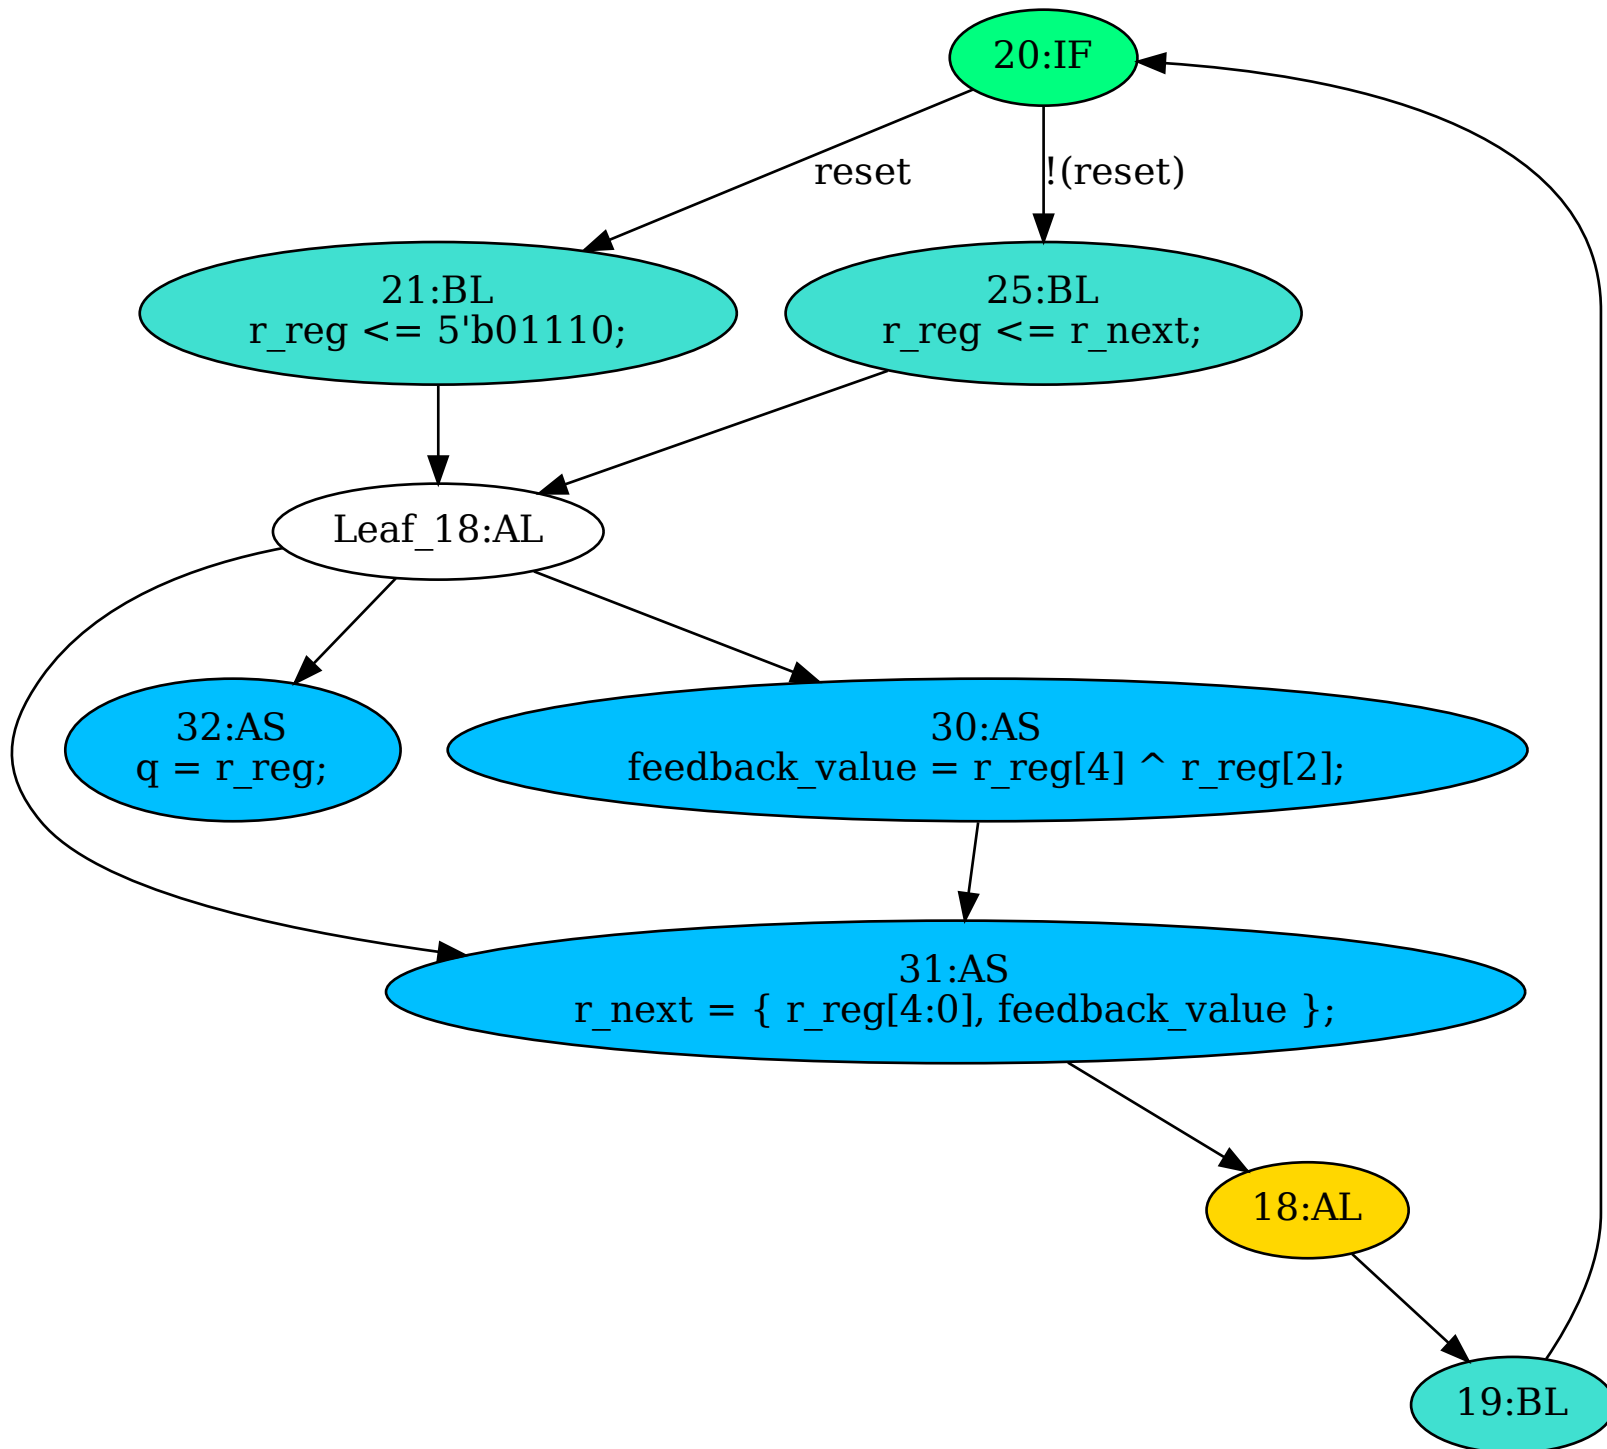 20:IF
reset
!(reset)
21:BL
r_reg <= 5'b01110;
25:BL
r_reg <= r_next;
Leaf_18:AL
32:AS
q = r_reg;
30:AS
feedback_value = r_reg[4] ^ r_reg[2];
31:AS
r_next = { r_reg[4:0], feedback_value };
18:AL
19:BL